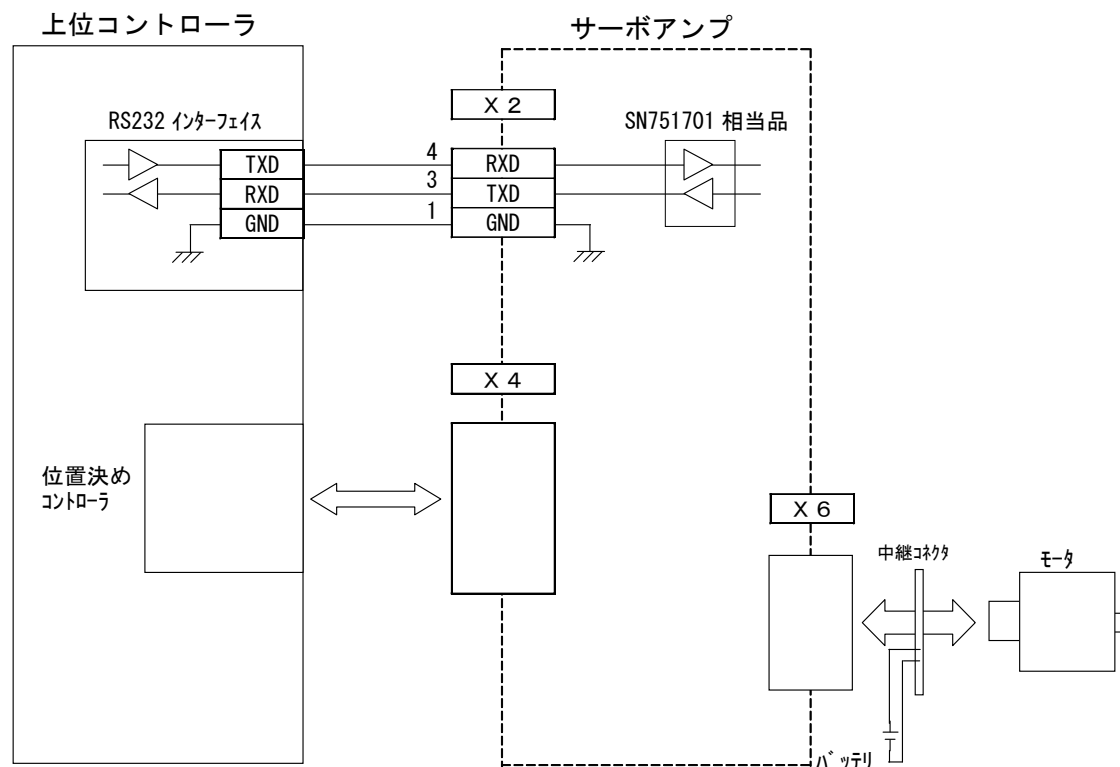 上位コントローラ
サーボアンプ
X 2
RS232 ｲﾝﾀｰﾌｪｲｽ
SN751701 相当品
TXD 4 RXD
RXD 3 TXD
GND 1 GND
X 4
位置決め
ｺﾝﾄﾛｰﾗ
X 6
中継ｺﾈｸﾀ
ﾓｰﾀ
ﾊﾞｯﾃﾘ